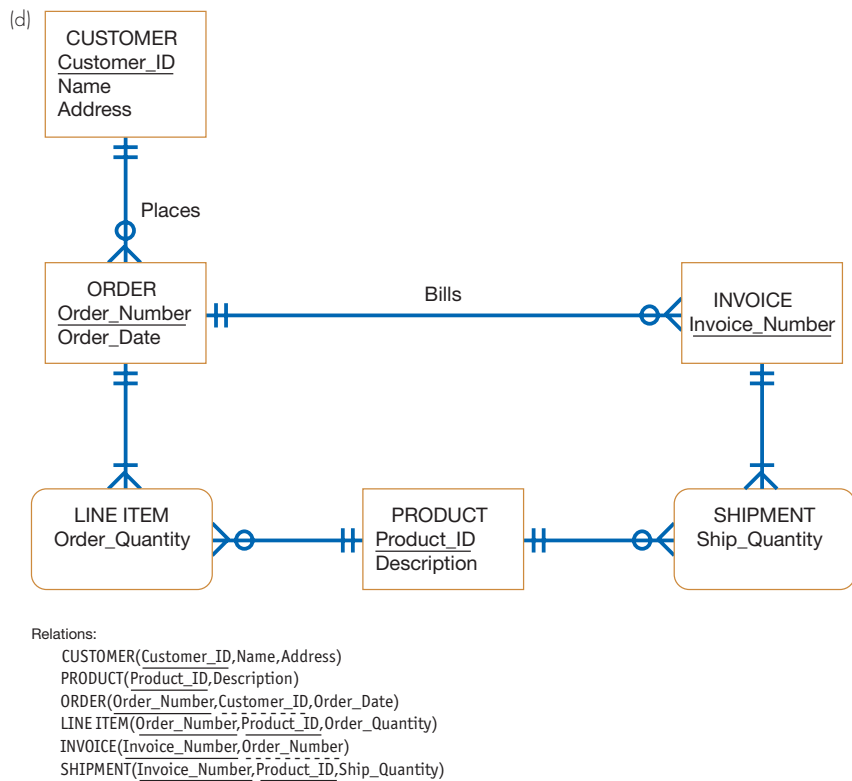 (d)
CUSTOMER
Customer_ID
Name
Address
Places
ORDER
Order_Number
Order_Date
Bills
INVOICE
Invoice_Number
LINE ITEM
Order_Quantity
PRODUCT
Product_ID
Description
SHIPMENT
Ship_Quantity
Relations:
CUSTOMER(Customer_ID,Name,Address)
PRODUCT(Product_ID,Description)
ORDER(Order_Number,Customer_ID,Order_Date)
LINE ITEM(Order_Number,Product_ID,Order_Quantity)
INVOICE(Invoice_Number,Order_Number)
SHIPMENT(Invoice_Number,Product_ID,Ship_Quantity)